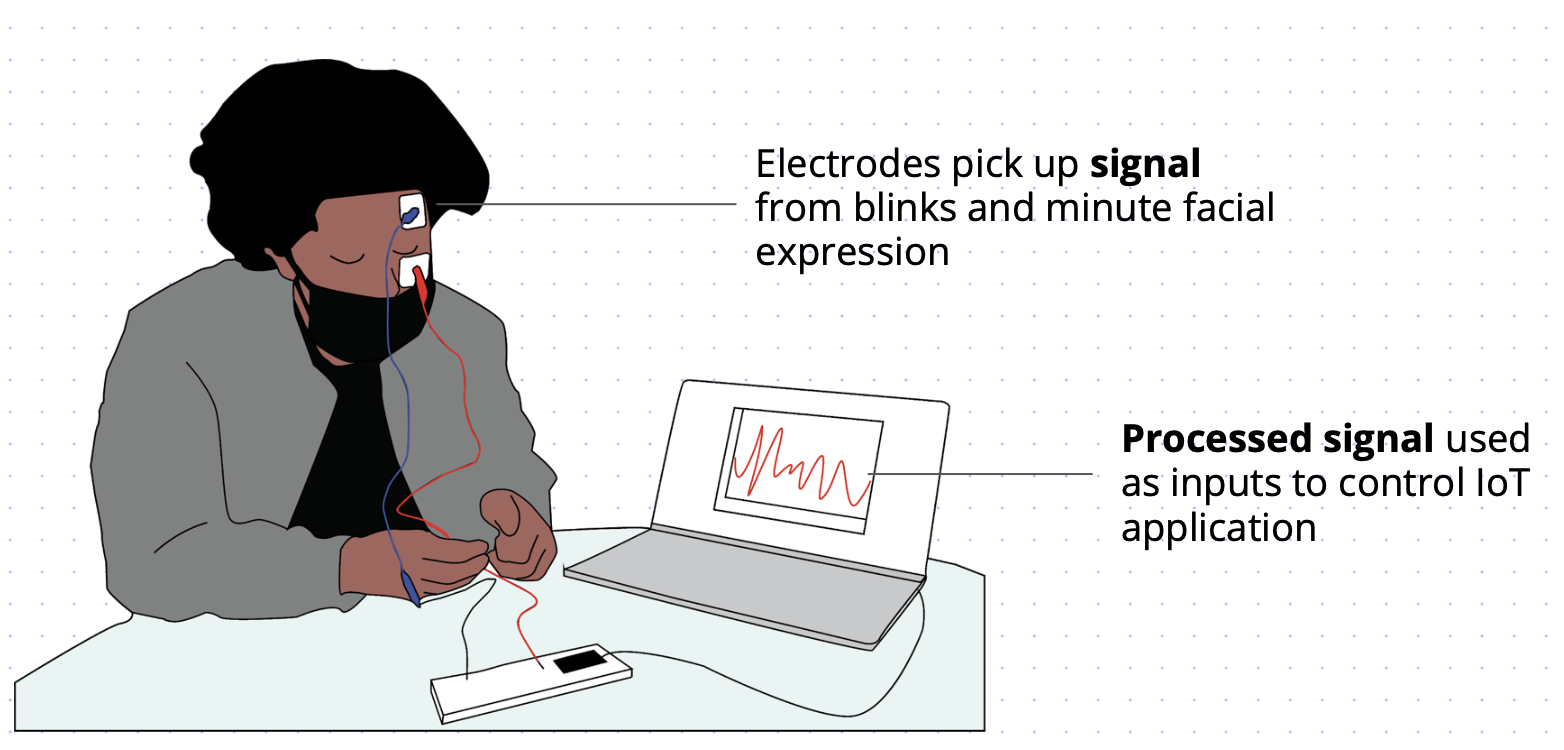 Electrodes pick up signal
from blinks and minute facial
expression
Processed signal used
as inputs to control IoT
application